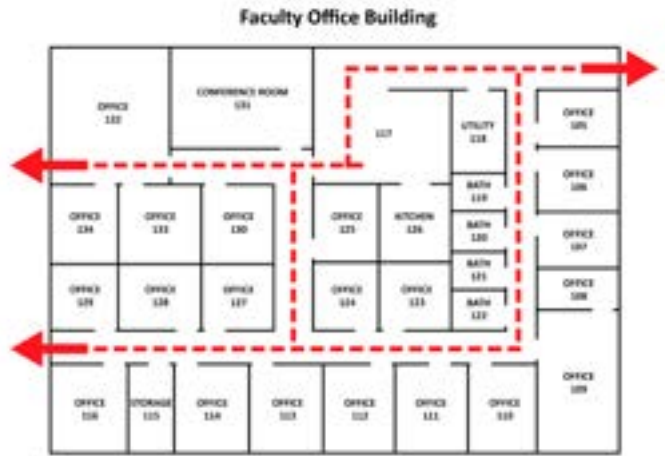 Faculty Office Building
OFFICE
132
CONFERENCE ROOM
131
117
UTILITY
118
OFFICE
105
BATH
119
OFFICE
106
OFFICE
134
OFFICE
133
OFFICE
130
OFFICE
125
KITCHEN
126
BATH
120
OFFICE
107
BATH
121
OFFICE
108
OFFICE
129
OFFICE
128
OFFICE
127
OFFICE
124
OFFICE
123
BATH
122
OFFICE
109
OFFICE
116
STORAGE
115
OFFICE
114
OFFICE
113
OFFICE
112
OFFICE
111
OFFICE
110